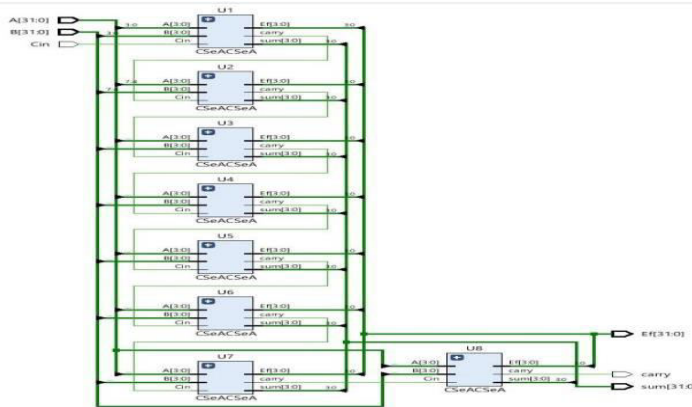 A[31:0]
B[31:0]
Cin
U1
A[3:0]
B[3:0]
Cin
Ef[3:0]
carry
sum[3:0]
CSeACSeA
U2
A[3:0]
B[3:0]
Cin
Ef[3:0]
carry
sum[3:0]
CSeACSeA
U3
A[3:0]
B[3:0]
Cin
Ef[3:0]
carry
sum[3:0]
CSeACSeA
U4
A[3:0]
B[3:0]
Cin
Ef[3:0]
carry
sum[3:0]
CSeACSeA
U5
A[3:0]
B[3:0]
Cin
Ef[3:0]
carry
sum[3:0]
CSeACSeA
U6
A[3:0]
B[3:0]
Cin
Ef[3:0]
carry
sum[3:0]
CSeACSeA
U7
A[3:0]
B[3:0]
Cin
Ef[3:0]
carry
sum[3:0]
CSeACSeA
U8
A[3:0]
B[3:0]
Cin
Ef[3:0]
carry
sum[3:0]
CSeACSeA
Ef[31:0]
carry
sum[31:0